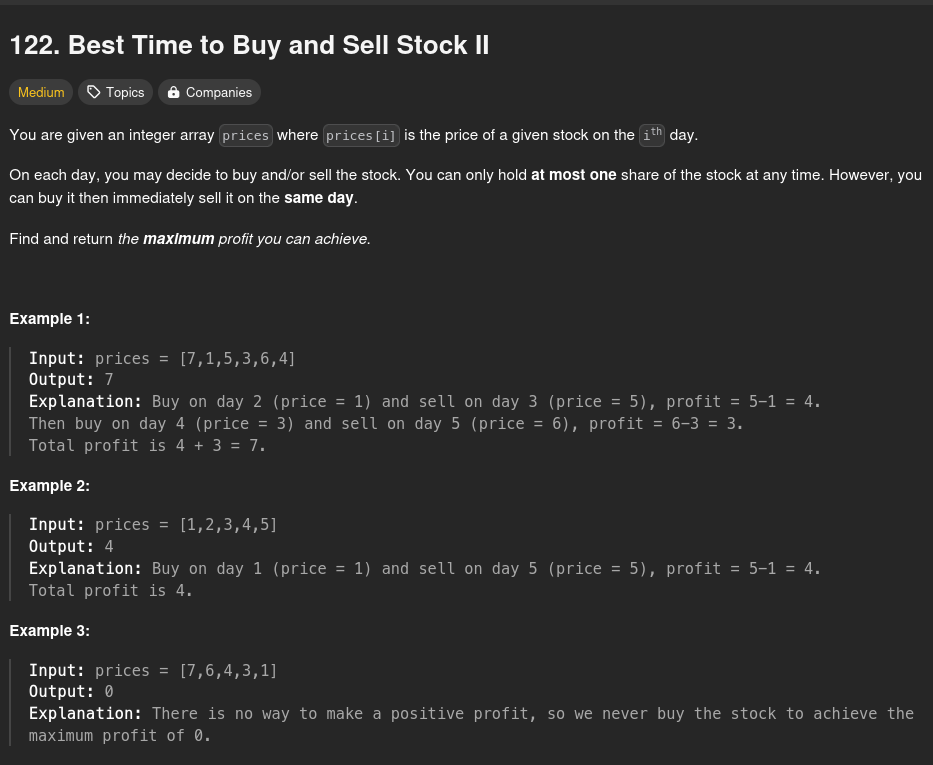 122. Best Time to Buy and Sell Stock II
Medium Topics Companies
You are given an integer array prices where prices[i] is the price of a given stock on the ith day.
On each day, you may decide to buy and/or sell the stock. You can only hold at most one share of the stock at any time. However, you
can buy it then immediately sell it on the same day.
Find and return the maximum profit you can achieve.
Example 1:
Input: prices = [7,1,5,3,6,4]
Output: 7
Explanation: Buy on day 2 (price = 1) and sell on day 3 (price = 5), profit = 5-1 = 4.
Then buy on day 4 (price = 3) and sell on day 5 (price = 6), profit = 6-3 = 3.
Total profit is 4 + 3 = 7.
Example 2:
Input: prices = [1,2,3,4,5]
Output: 4
Explanation: Buy on day 1 (price = 1) and sell on day 5 (price = 5), profit = 5-1 = 4.
Total profit is 4.
Example 3:
Input: prices = [7,6,4,3,1]
Output: 0
Explanation: There is no way to make a positive profit, so we never buy the stock to achieve the
maximum profit of 0.